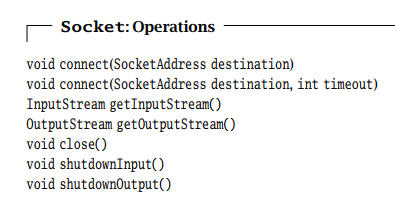 Socket: Operations
void connect(SocketAddress destination)
void connect(SocketAddress destination, int timeout)
InputStream getInputStream()
OutputStream getOutputStream()
void close()
void shutdownInput()
void shutdownOutput()